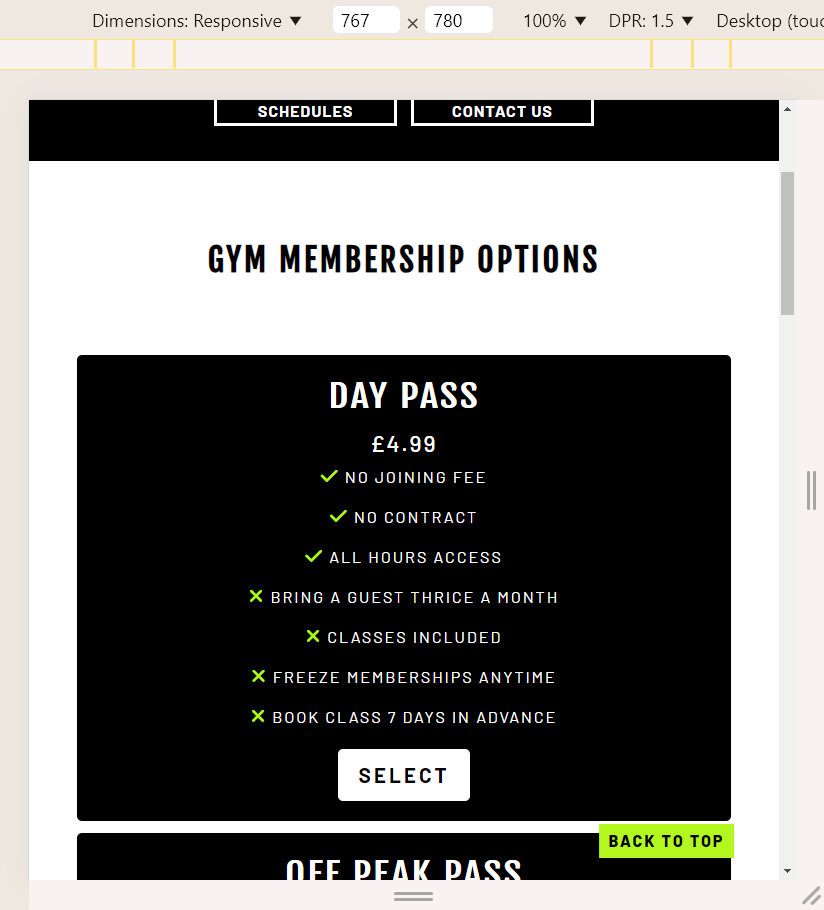 Dimensions: Responsive ▼ 767 × 780 100% ▼ DPR: 1.5 ▼ Desktop (touc
SCHEDULES CONTACT US
GYM MEMBERSHIP OPTIONS
DAY PASS
£4.99
NO JOINING FEE
NO CONTRACT
ALL HOURS ACCESS
BRING A GUEST THRICE A MONTH
CLASSES INCLUDED
FREEZE MEMBERSHIPS ANYTIME
BOOK CLASS 7 DAYS IN ADVANCE
SELECT
BACK TO TOP
OFF PEAK PASS